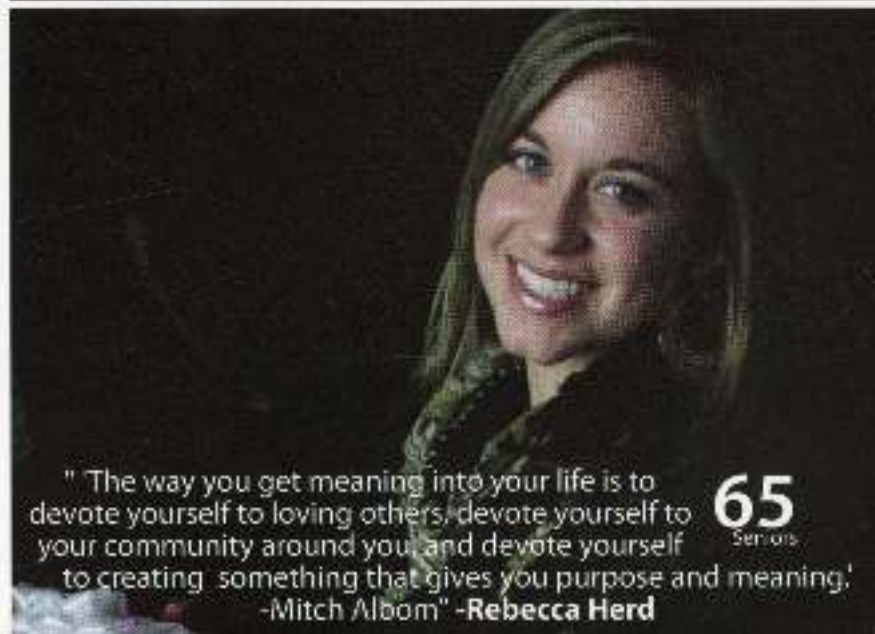 " 'The way you get meaning into your life is to
devote yourself to loving others, devote yourself to
your community around you, and devote yourself
to creating something that gives you purpose and meaning.'
-Mitch Albom" -Rebecca Herd
65
Seniors